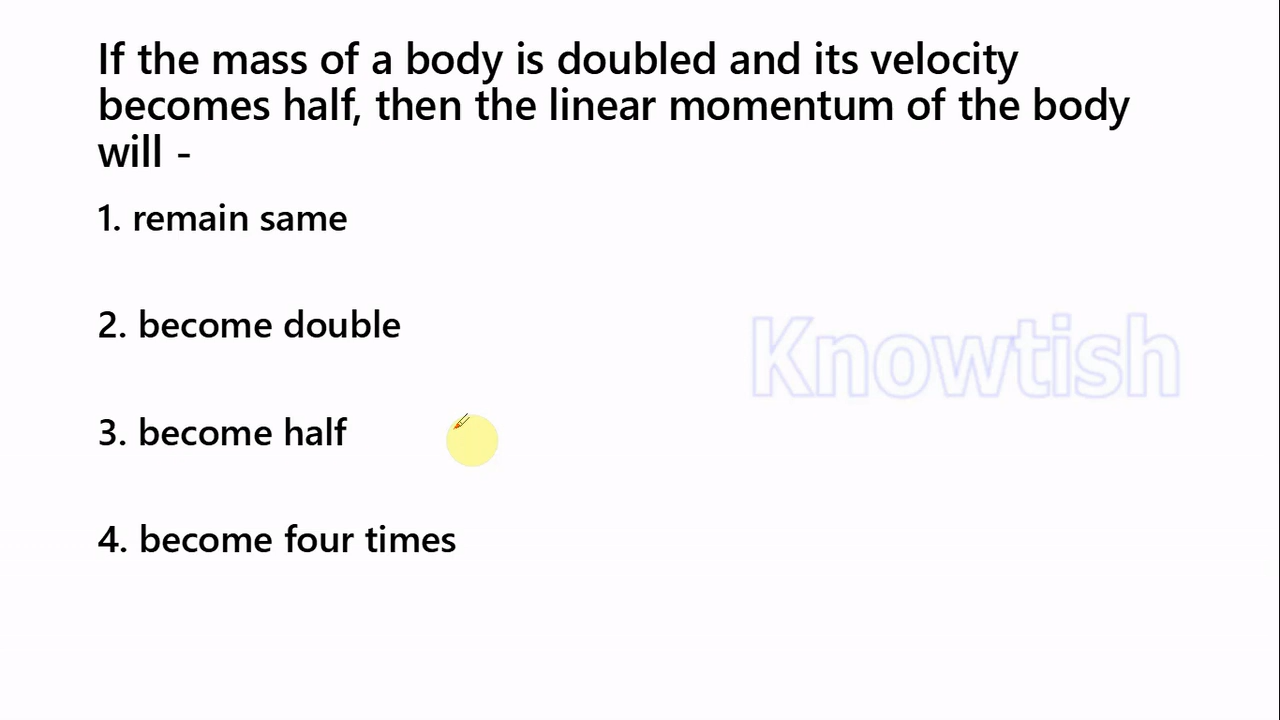 If the mass of a body is doubled and its velocity
becomes half, then the linear momentum of the body
will -
1. remain same
2. become double
Knowtish
3. become half
4. become four times